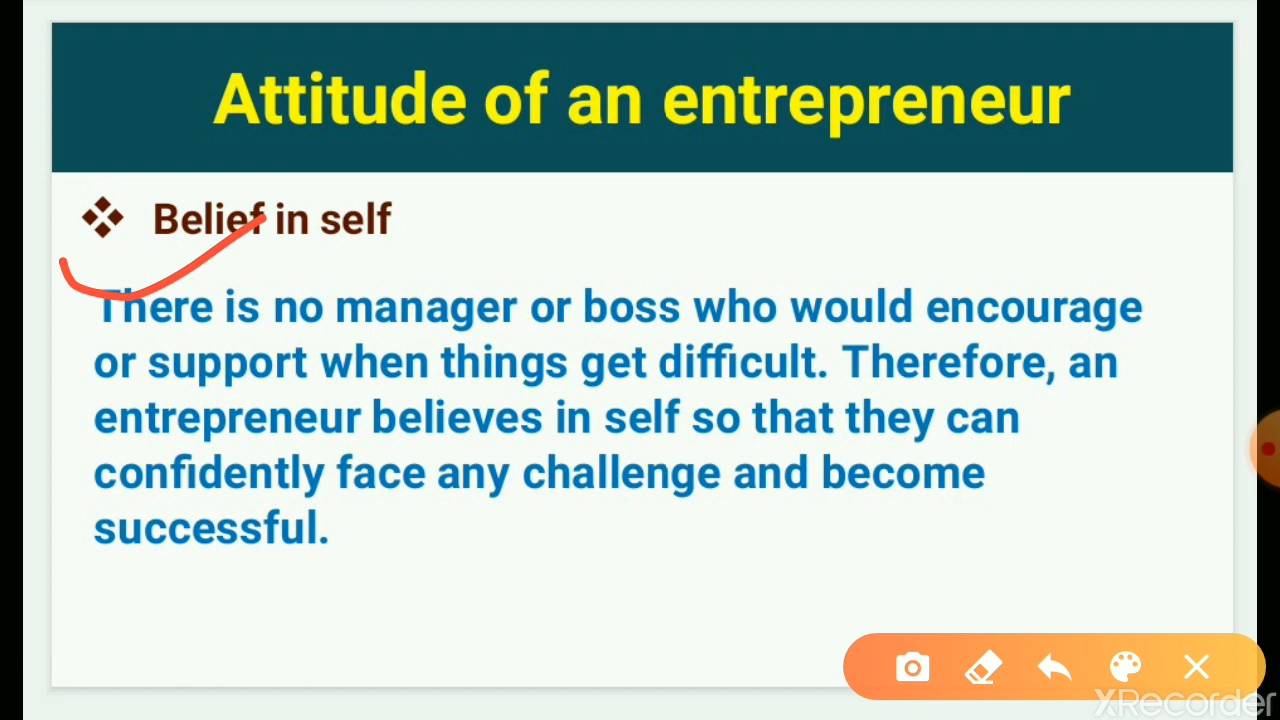 Attitude of an entrepreneur
Belief in self
There is no manager or boss who would encourage
or support when things get difficult. Therefore, an
entrepreneur believes in self so that they can
confidently face any challenge and become
successful.
XRecorder